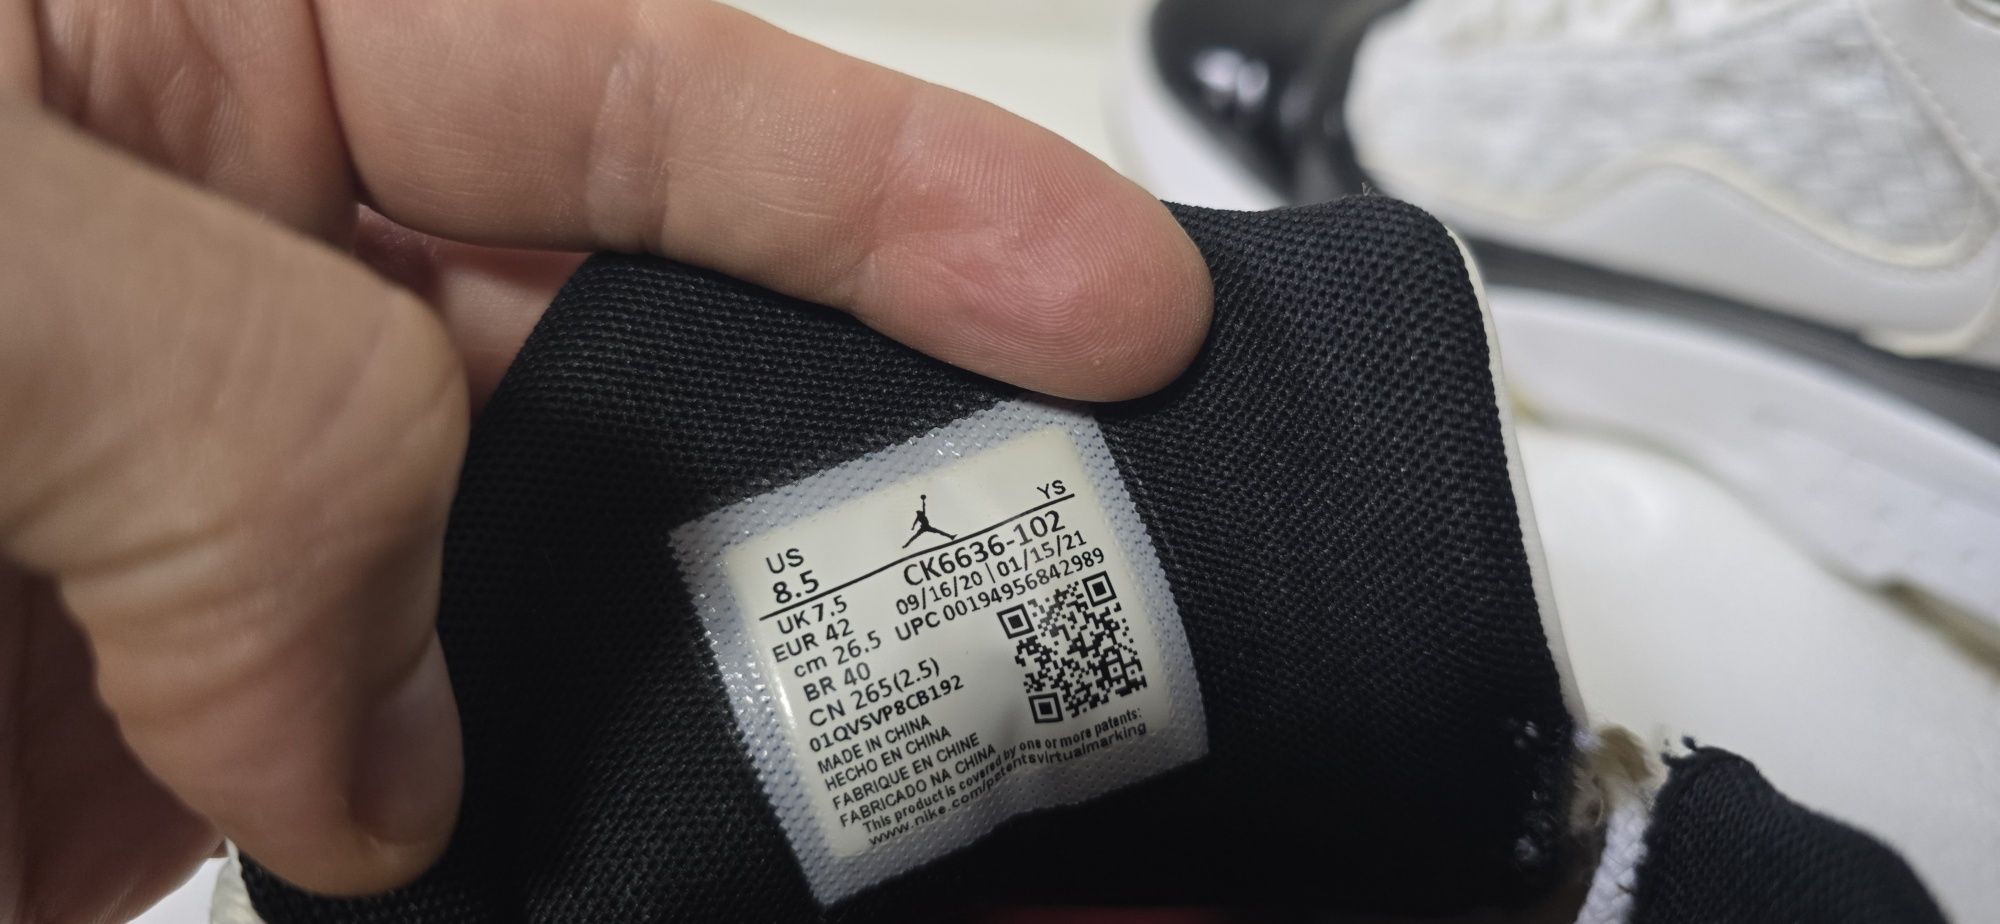 US YS
8.5 CK6636-102
UK 7.5 09/16/20 | 01/15/21
EUR 42 UPC 00194956842989
cm 26.5
BR 40
CN 265(2.5)
01QVSVP8CB192
MADE IN CHINA
HECHO EN CHINA
FABRIQUE EN CHINE
FABRICADO NA CHINA
This product is covered by one or more patents:
www.nike.com/patentsvirtualmarking